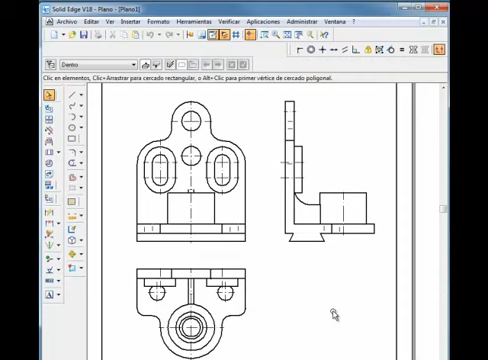 Solid Edge V18 - Plano - [Plano1]
Archivo Editar Ver Insertar Formato Herramientas Verificar Aplicaciones Administrar Ventana ?
Dentro
Clic en elementos, Clic+Arrastrar para cercado rectangular, o Alt+Clic para primer vértice de cercado poligonal.
A